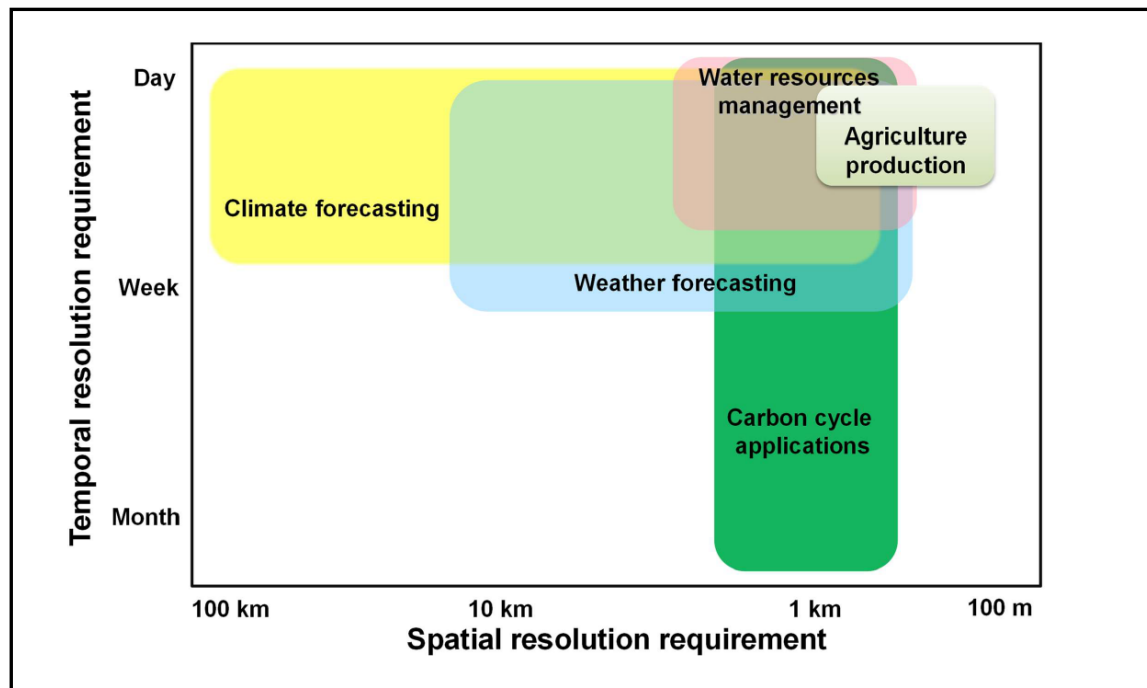 Temporal resolution requirement
Day
Week
Month
Water resources
management
Agriculture
production
Climate forecasting
Weather forecasting
Carbon cycle
applications
100 km
10 km
1 km
100 m
Spatial resolution requirement